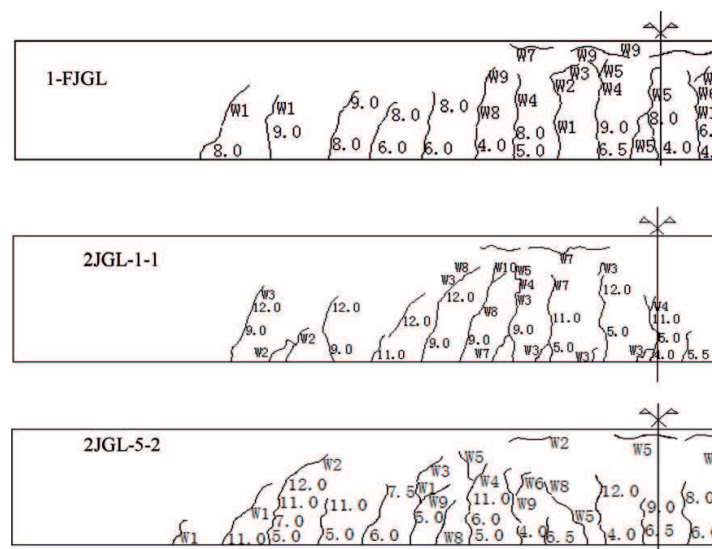 W7 W9 W9
1-FJGL W9 W3 W5 W
W2 W4 W6
W1 W1 9.0 8.0 8.0 W8 W4 W5 W1
9.0 W1 9.0 8.0 6.
8.0 8.0 6.0 6.0 4.0 8.0 5.0 6.5 W5 4.0 4.
2JGL-1-1 W7
W8 W10 W5 W3
W3 W3 W4 W7 12.0
12.0 12.0 12.0 12.0 W8 W3 11.0 W4
9.0 9.0 5.0 11.0
W2 W2 9.0 11.0 9.0 9.0 W7 W3 5.0 W3 W3 5.0 4.0 5.5
2JGL-5-2 W2 W5 W
W2 W3 W5
12.0 7.5 W1 W4 W6 W8 12.0 8.0
W1 11.0 11.0 W9 11.0 W9 9.0
7.0 5.0 6.0 W5
W1 11.0 5.0 5.0 6.0 W8 5.0 4.0 6.5 4.0 6.5 6.